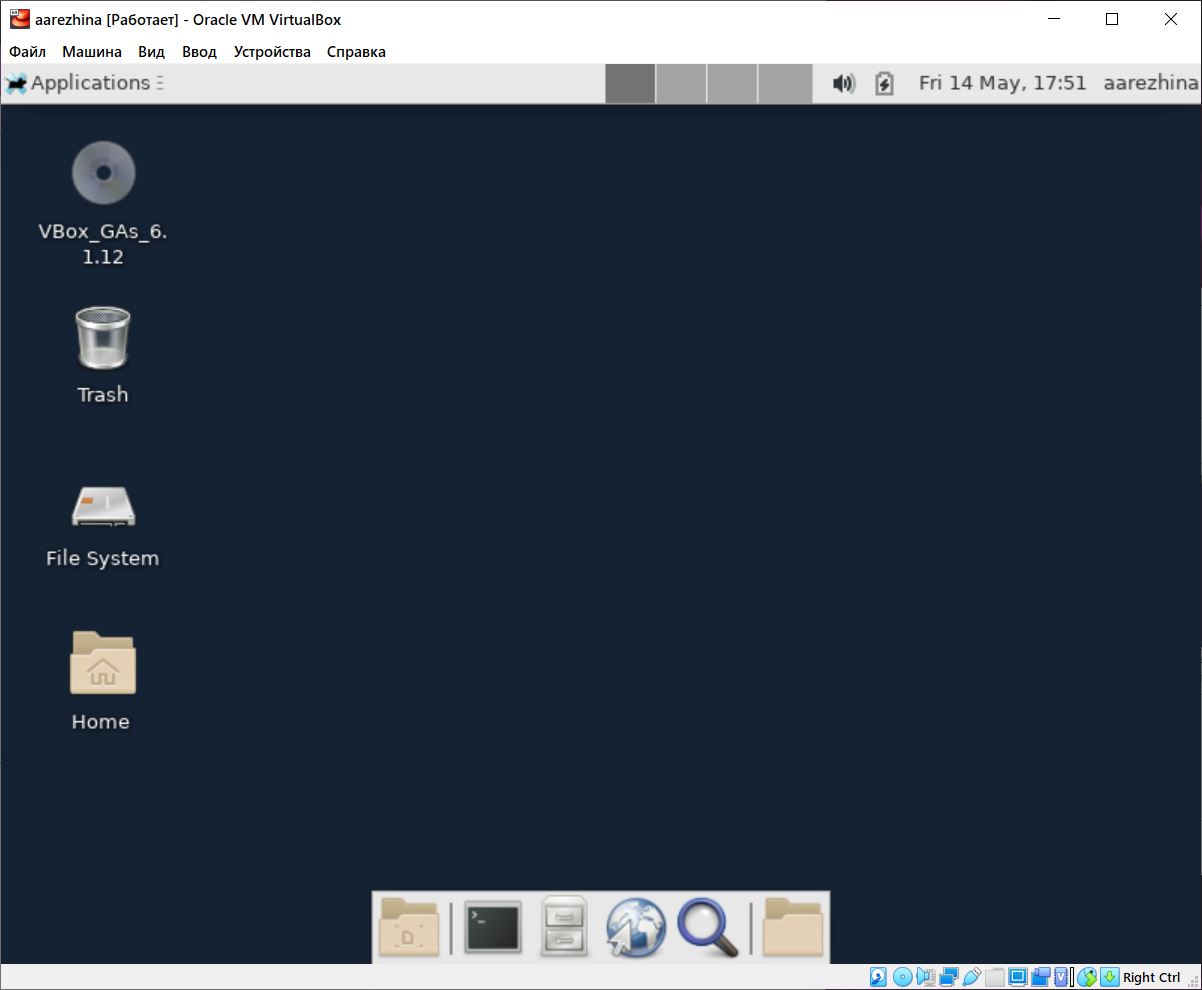 aarezhina [Работает] - Oracle VM VirtualBox
Файл Машина Вид Ввод Устройства Справка
Applications Fri 14 May, 17:51 aarezhina
VBox_GAs_6.
1.12
Trash
File System
Home
Right Ctrl